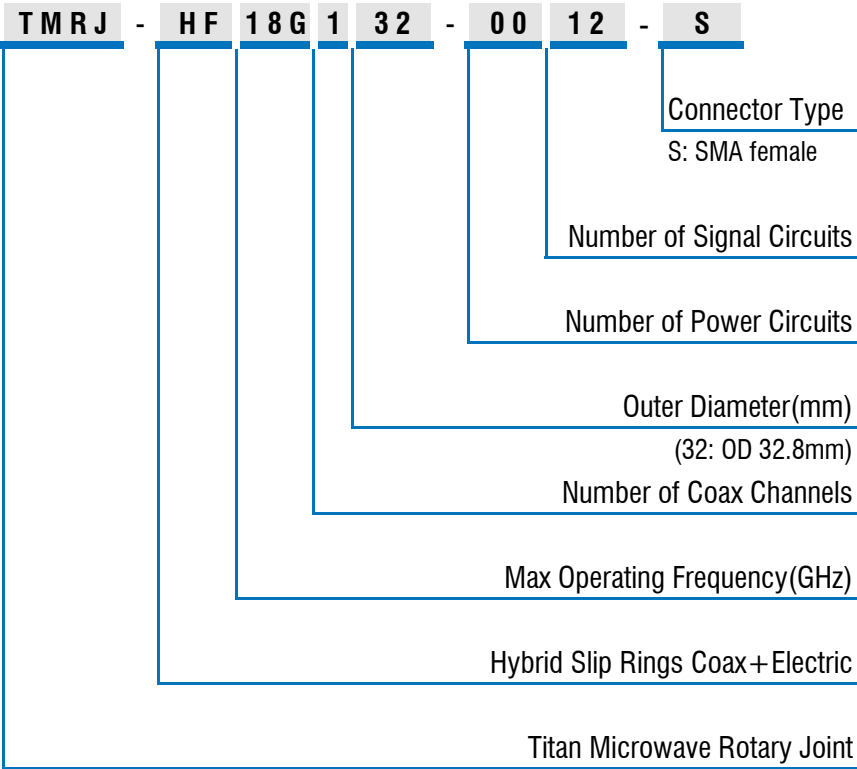 TMRJ - HF 18G 1 32 - 00 12 - S
Connector Type
S: SMA female
Number of Signal Circuits
Number of Power Circuits
Outer Diameter(mm)
(32: OD 32.8mm)
Number of Coax Channels
Max Operating Frequency(GHz)
Hybrid Slip Rings Coax+Electric
Titan Microwave Rotary Joint